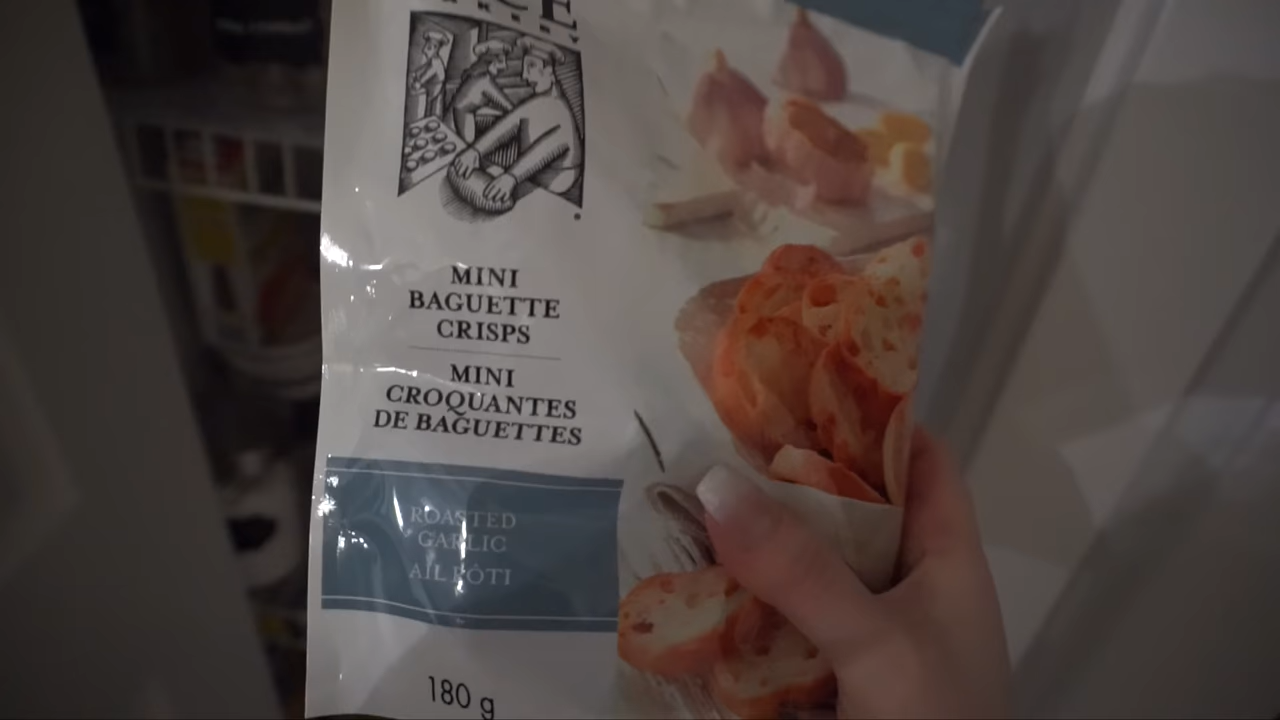 MINI
BAGUETTE
CRISPS
MINI
CROQUANTES
DE BAGUETTES
ROASTED
GARLIC
AIL RÔTI
180 g